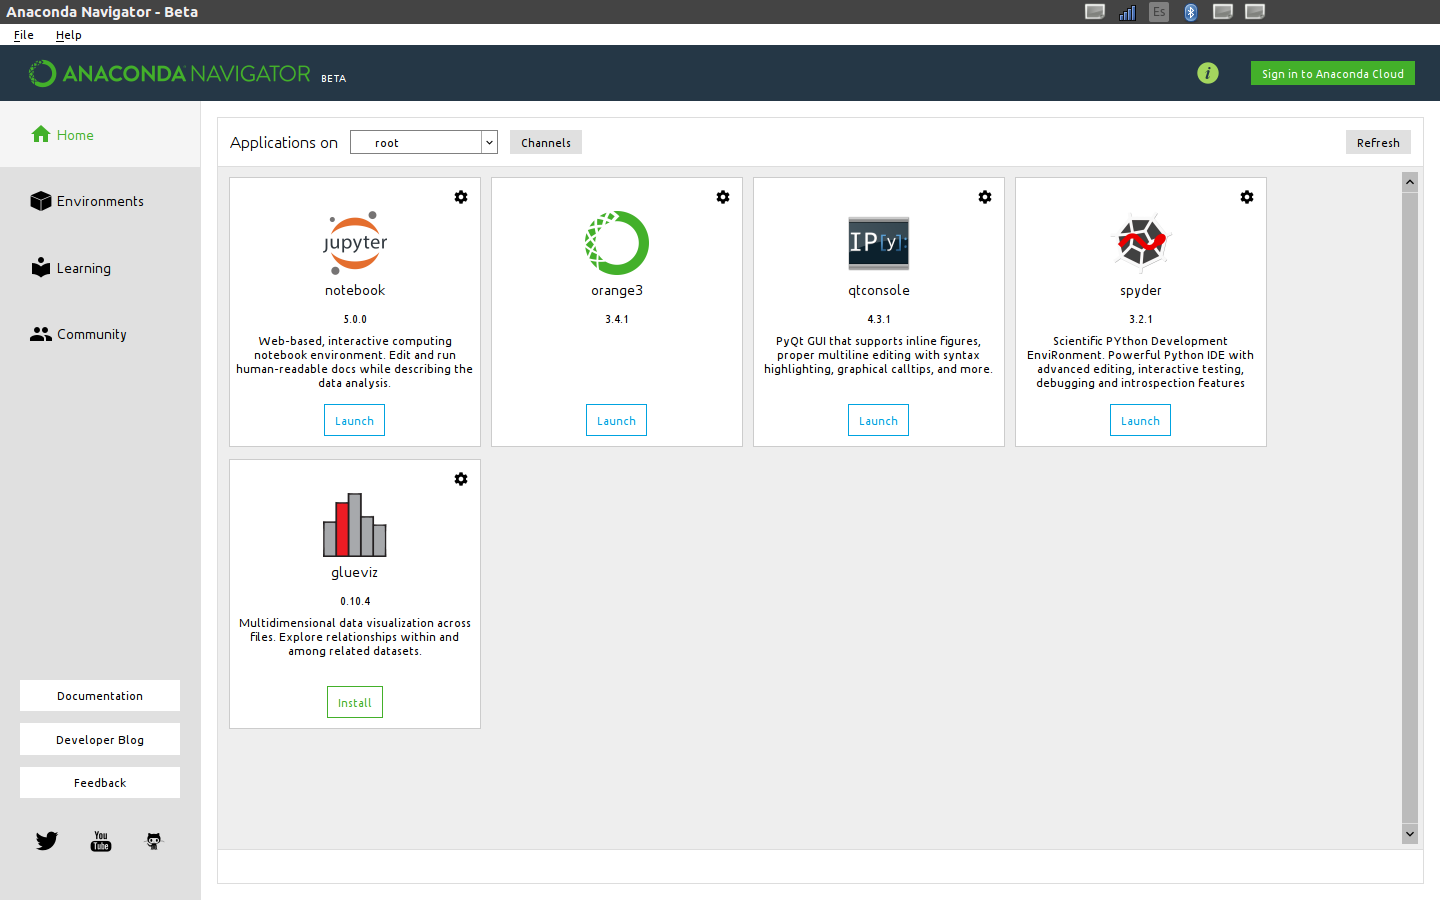 Anaconda Navigator - Beta
Es
File Help
ANACONDA NAVIGATOR BETA
i
Sign in to Anaconda Cloud
Home
Environments
Learning
Community
Documentation
Developer Blog
Feedback
You
Tube
Applications on root Channels Refresh
jupyter
notebook
5.0.0
Web-based, interactive computing
notebook environment. Edit and run
human-readable docs while describing the
data analysis.
Launch
orange3
3.4.1
Launch
IP[y]:
qtconsole
4.3.1
PyQt GUI that supports inline figures,
proper multiline editing with syntax
highlighting, graphical calltips, and more.
Launch
spyder
3.2.1
Scientific PYthon Development
EnviRonment. Powerful Python IDE with
advanced editing, interactive testing,
debugging and introspection features
Launch
glueviz
0.10.4
Multidimensional data visualization across
files. Explore relationships within and
among related datasets.
Install